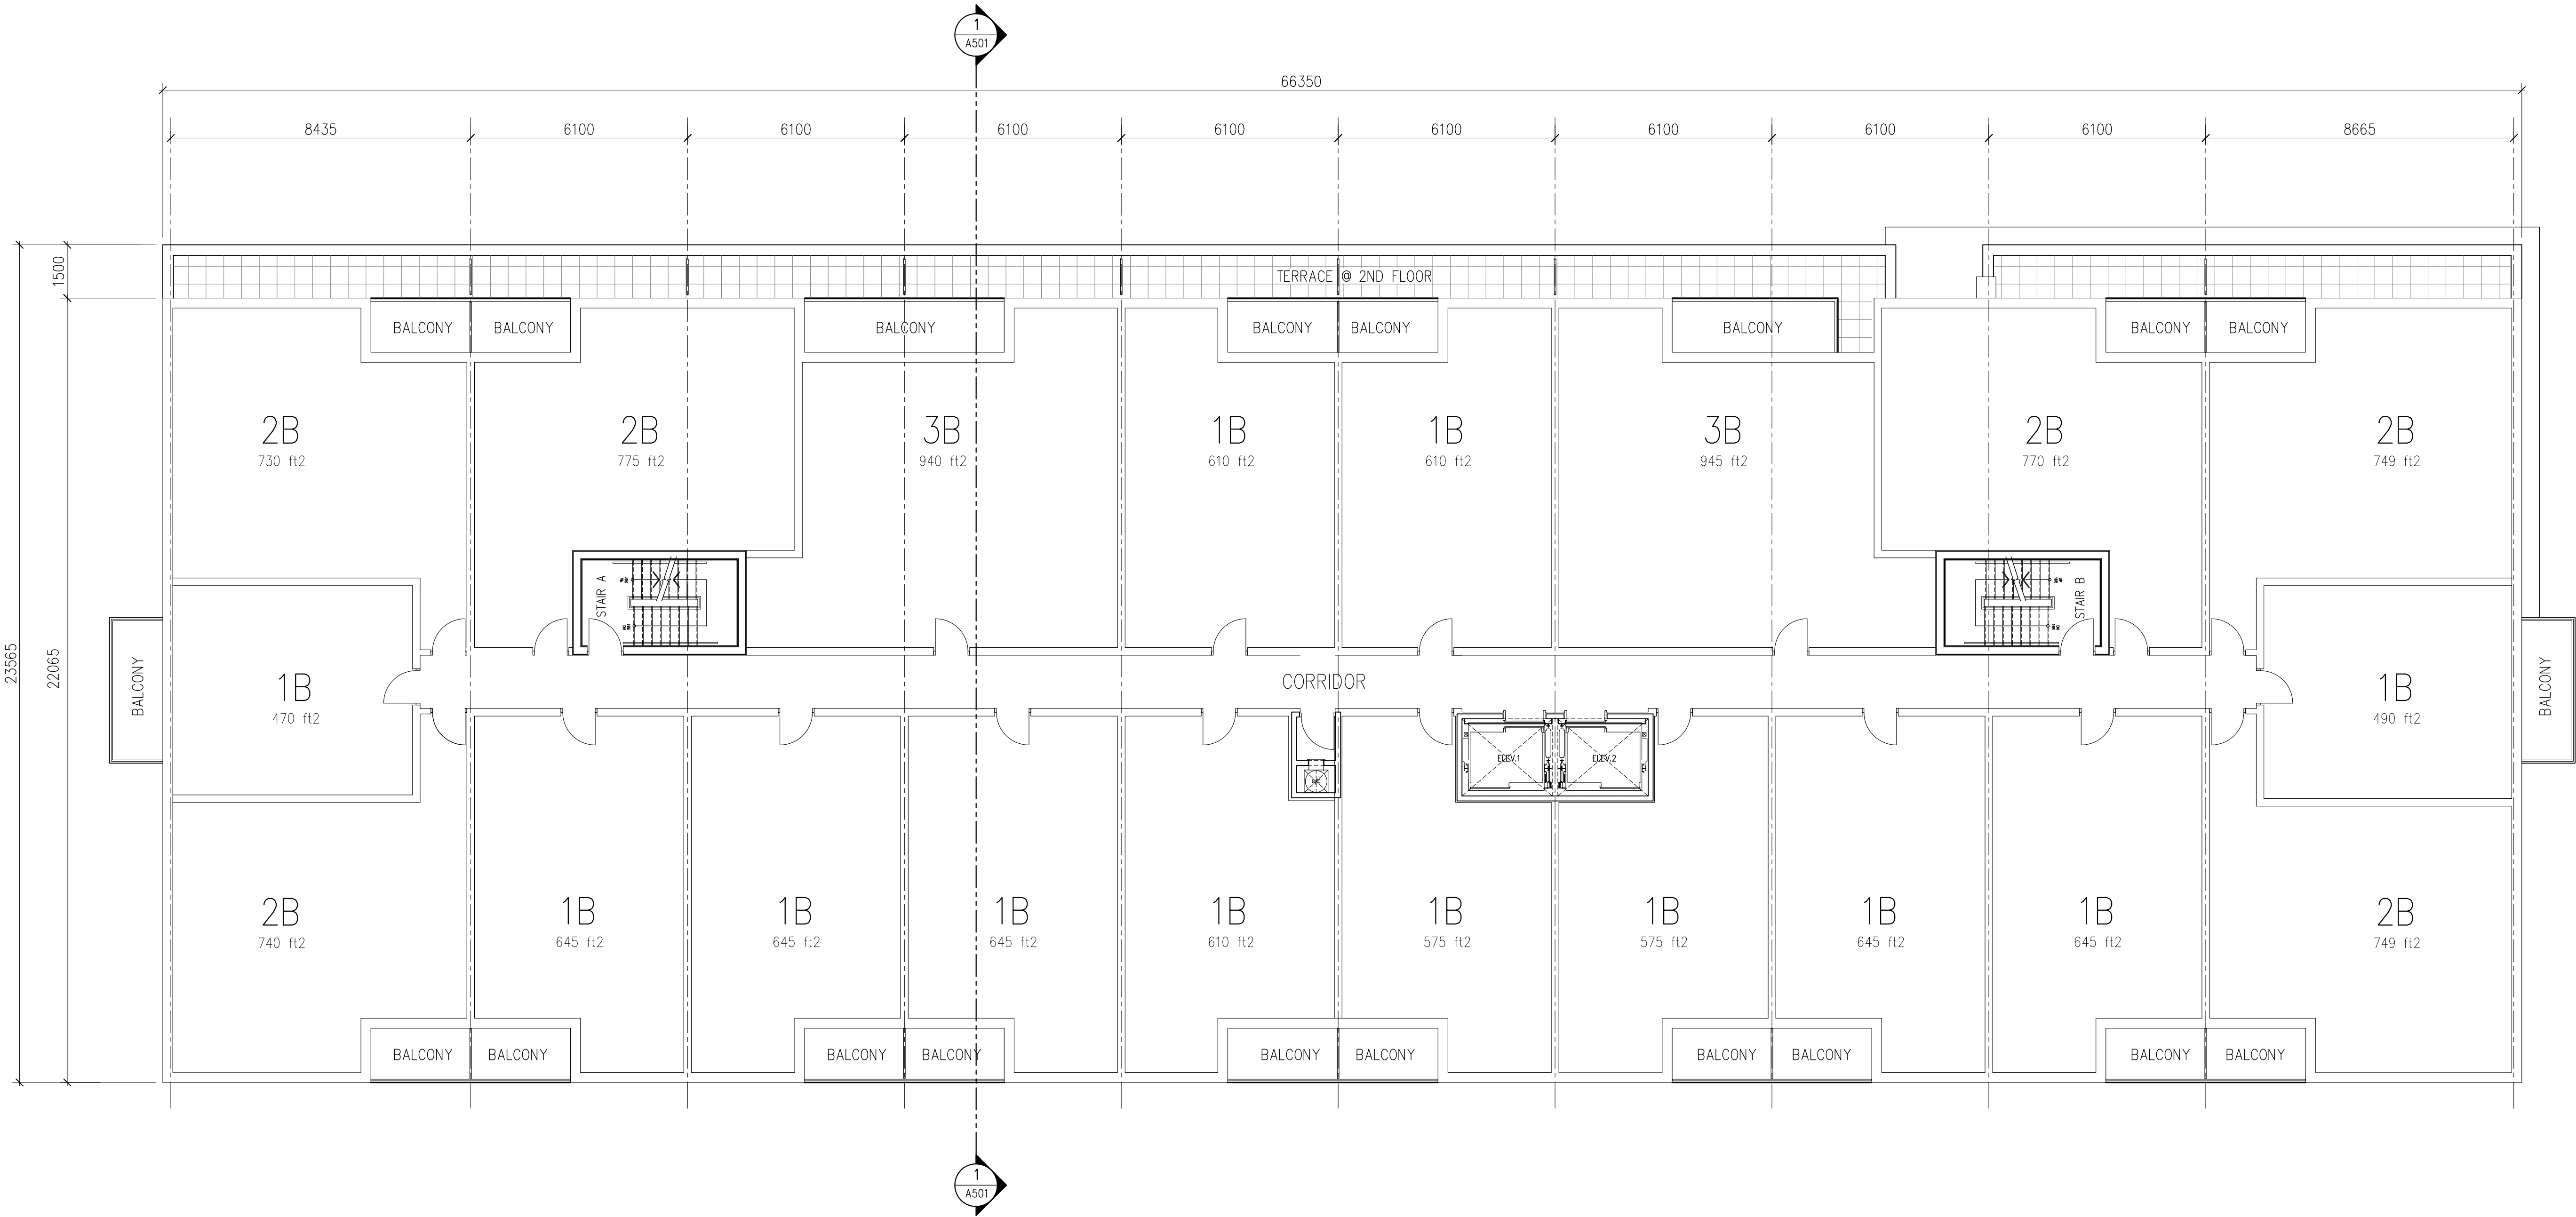 1
A501
66350
8435
6100
6100
6100
6100
6100
6100
6100
6100
8665
1500
23565
22065
TERRACE @ 2ND FLOOR
BALCONY
BALCONY
BALCONY
BALCONY
BALCONY
BALCONY
BALCONY
BALCONY
2B
730 ft2
2B
775 ft2
3B
940 ft2
1B
610 ft2
1B
610 ft2
3B
945 ft2
2B
770 ft2
2B
749 ft2
STAIR A
STAIR B
BALCONY
1B
470 ft2
CORRIDOR
1B
490 ft2
BALCONY
ELEV.1
ELEV.2
2B
740 ft2
1B
645 ft2
1B
645 ft2
1B
645 ft2
1B
610 ft2
1B
575 ft2
1B
575 ft2
1B
645 ft2
1B
645 ft2
2B
749 ft2
BALCONY
BALCONY
BALCONY
BALCONY
BALCONY
BALCONY
BALCONY
BALCONY
BALCONY
BALCONY
1
A501